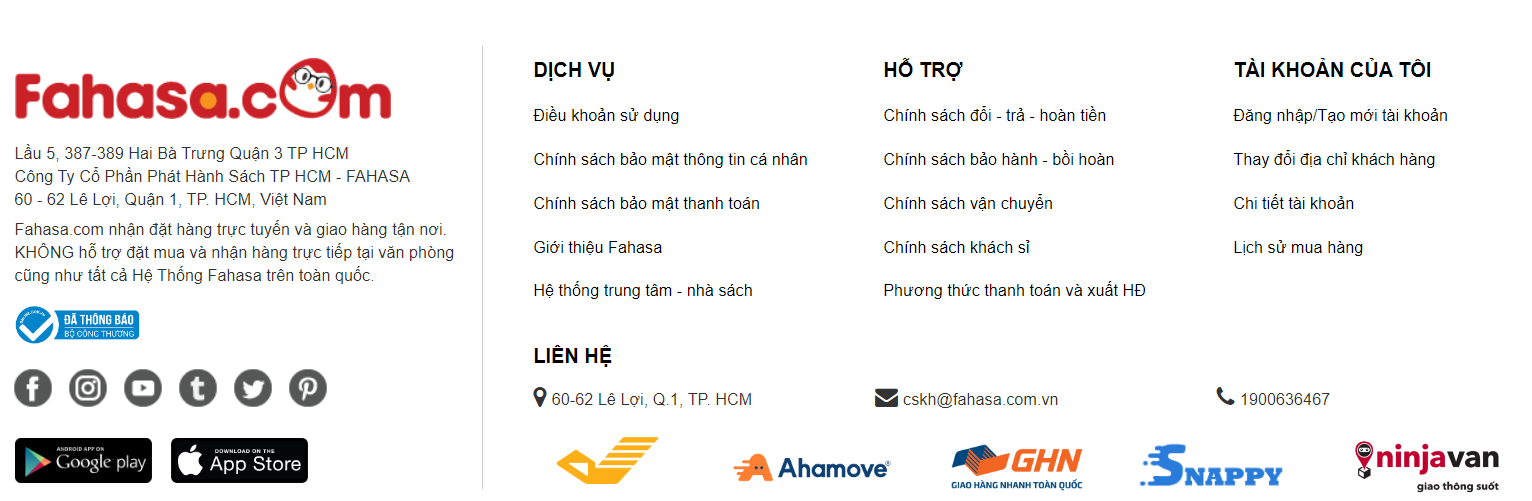 Fahasa.com
Lầu 5, 387-389 Hai Bà Trưng Quận 3 TP HCM
Công Ty Cổ Phần Phát Hành Sách TP HCM - FAHASA
60 - 62 Lê Lợi, Quận 1, TP. HCM, Việt Nam
Fahasa.com nhận đặt hàng trực tuyến và giao hàng tận nơi.
KHÔNG hỗ trợ đặt mua và nhận hàng trực tiếp tại văn phòng
cũng như tất cả Hệ Thống Fahasa trên toàn quốc.
ĐÃ THÔNG BÁO
BỘ CÔNG THƯƠNG
ANDROID APP ON
Google play
DOWNLOAD ON THE
App Store
DỊCH VỤ
Điều khoản sử dụng
Chính sách bảo mật thông tin cá nhân
Chính sách bảo mật thanh toán
Giới thiệu Fahasa
Hệ thống trung tâm - nhà sách
HỖ TRỢ
Chính sách đổi - trả - hoàn tiền
Chính sách bảo hành - bồi hoàn
Chính sách vận chuyển
Chính sách khách sỉ
Phương thức thanh toán và xuất HĐ
TÀI KHOẢN CỦA TÔI
Đăng nhập/Tạo mới tài khoản
Thay đổi địa chỉ khách hàng
Chi tiết tài khoản
Lịch sử mua hàng
LIÊN HỆ
60-62 Lê Lợi, Q.1, TP. HCM
cskh@fahasa.com.vn
1900636467
Ahamove
GHN
GIAO HÀNG NHANH TOÀN QUỐC
SNAPPY
ninjavan
giao thông suốt